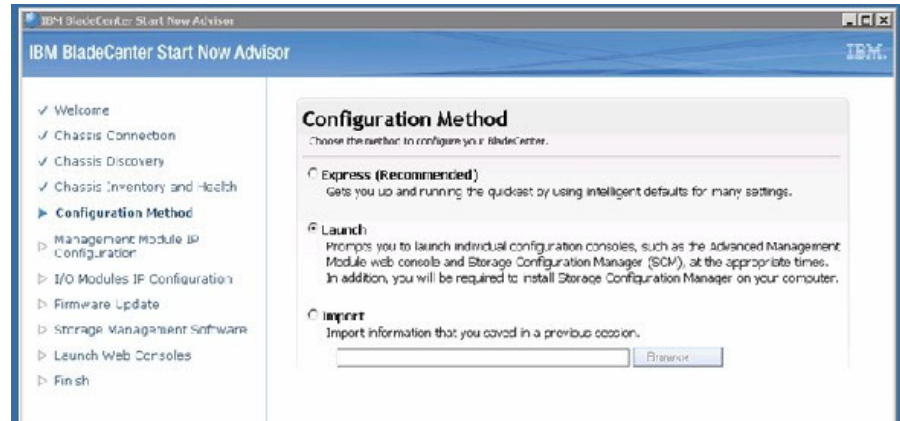 IBM BladeCenter Start Now Advisor
IBM BladeCenter Start Now Advisor
IBM.
Welcome
Chassis Connection
Chassis Discovery
Chassis Inventory and Health
Configuration Method
Management Module IP
Configuration
I/O Modules IP Configuration
Firmware Update
Storage Management Software
Launch Web Consoles
Finish
Configuration Method
Choose the method to configure your BladeCenter.
Express (Recommended)
Gets you up and running the quickest by using intelligent defaults for many settings.
Launch
Prompts you to launch individual configuration consoles, such as the Advanced Management
Module web console and Storage Configuration Manager (SCM), at the appropriate times.
In addition, you will be required to install Storage Configuration Manager on your computer.
Import
Import information that you saved in a previous session.
Browse